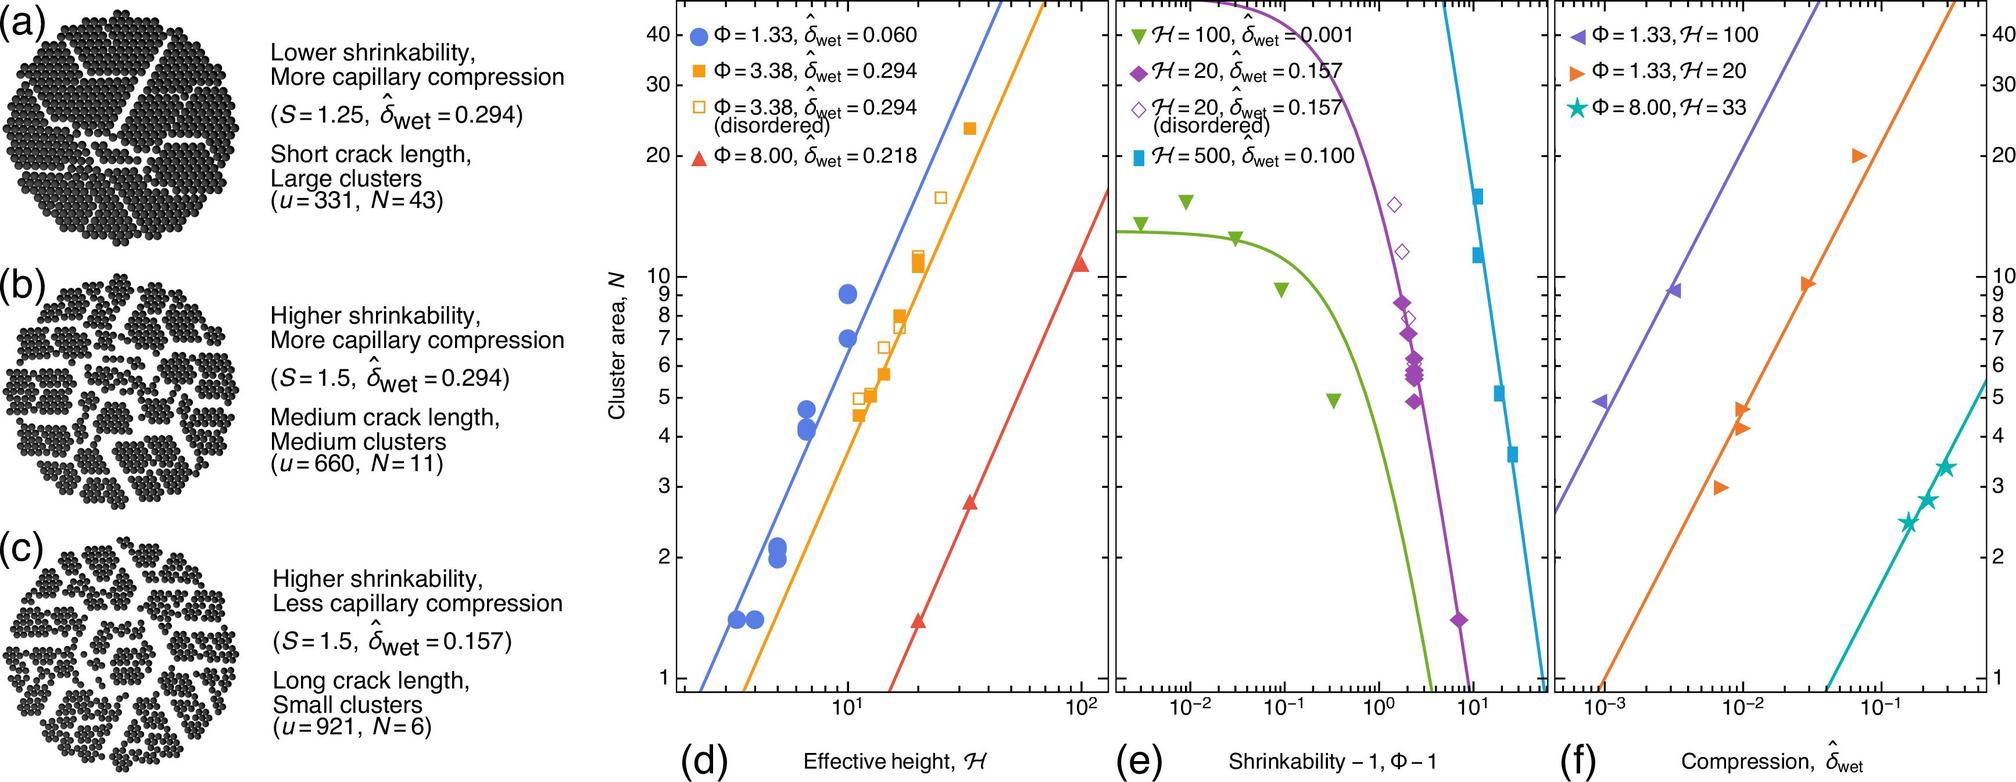 (a)
Lower shrinkability,
More capillary compression
(S = 1.25, δ̂wet = 0.294)
Short crack length,
Large clusters
(u = 331, N = 43)
(b)
Higher shrinkability,
More capillary compression
(S = 1.5, δ̂wet = 0.294)
Medium crack length,
Medium clusters
(u = 660, N = 11)
(c)
Higher shrinkability,
Less capillary compression
(S = 1.5, δ̂wet = 0.157)
Long crack length,
Small clusters
(u = 921, N = 6)
Cluster area, N
40
30
20
10
9
8
7
6
5
4
3
2
1
Φ = 1.33, δ̂wet = 0.060
Φ = 3.38, δ̂wet = 0.294
Φ = 3.38, δ̂wet = 0.294
(disordered)
Φ = 8.00, δ̂wet = 0.218
10¹ 10²
(d) Effective height, ℋ
ℋ = 100, δ̂wet = 0.001
ℋ = 20, δ̂wet = 0.157
ℋ = 20, δ̂wet = 0.157
(disordered)
ℋ = 500, δ̂wet = 0.100
10⁻² 10⁻¹ 10⁰ 10¹
(e) Shrinkability − 1, Φ − 1
Φ = 1.33, ℋ = 100
Φ = 1.33, ℋ = 20
Φ = 8.00, ℋ = 33
40
30
20
10
9
8
7
6
5
4
3
2
1
10⁻³ 10⁻² 10⁻¹
(f) Compression, δ̂wet